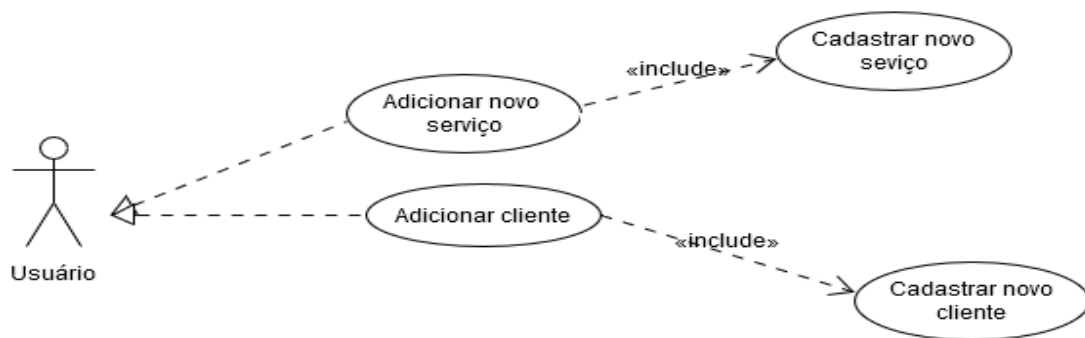 Cadastrar novo
seviço
«include»
Adicionar novo
serviço
Adicionar cliente
«include»
Usuário
Cadastrar novo
cliente